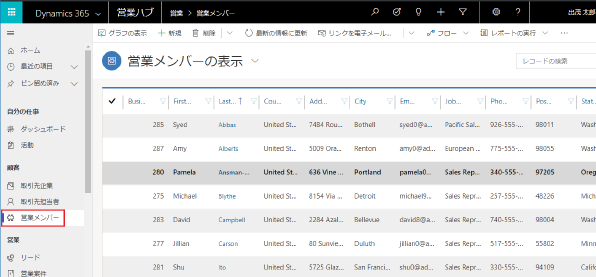 Dynamics 365 営業ハブ 営業 > 営業メンバー 出茂 太郎
グラフの表示 + 新規 削除 最新の情報に更新 リンクを電子メール... フロー レポートの実行 ...
ホーム
最近の項目
ピン留め済み
自分の仕事
ダッシュボード
活動
顧客
取引先企業
取引先担当者
営業メンバー
営業
リード
営業案件
営業メンバーの表示
レコードの検索
Busi... First... Last... Cou... Add... City Em... Job... Pho... Pos... Stat
285 Syed Abbas United St... 7484 Rou... Bothell syed0@a... Pacific Sal... 926-555-... 98011 Wash
287 Amy Alberts United St... 5009 Ora... Renton amy0@ad... European ... 775-555-... 98055 Wash
280 Pamela Ansman-... United St... 636 Vine ... Portland pamela0... Sales Repr... 340-555-... 97205 Oreg
275 Michael Blythe United St... 8154 Via ... Detroit michael9... Sales Repr... 257-555-... 48226 Mich
283 David Campbell United St... 2284 Azal... Bellevue david8@a... Sales Repr... 740-555-... 98004 Wash
277 Jillian Carson United St... 80 Sunvie... Duluth jillian0@a... Sales Repr... 517-555-... 55802 Minn
281 Shu Ito United St... 5725 Glaz... San Franci... shu0@ad... Sales Repr... 330-555-... 94109 Califo